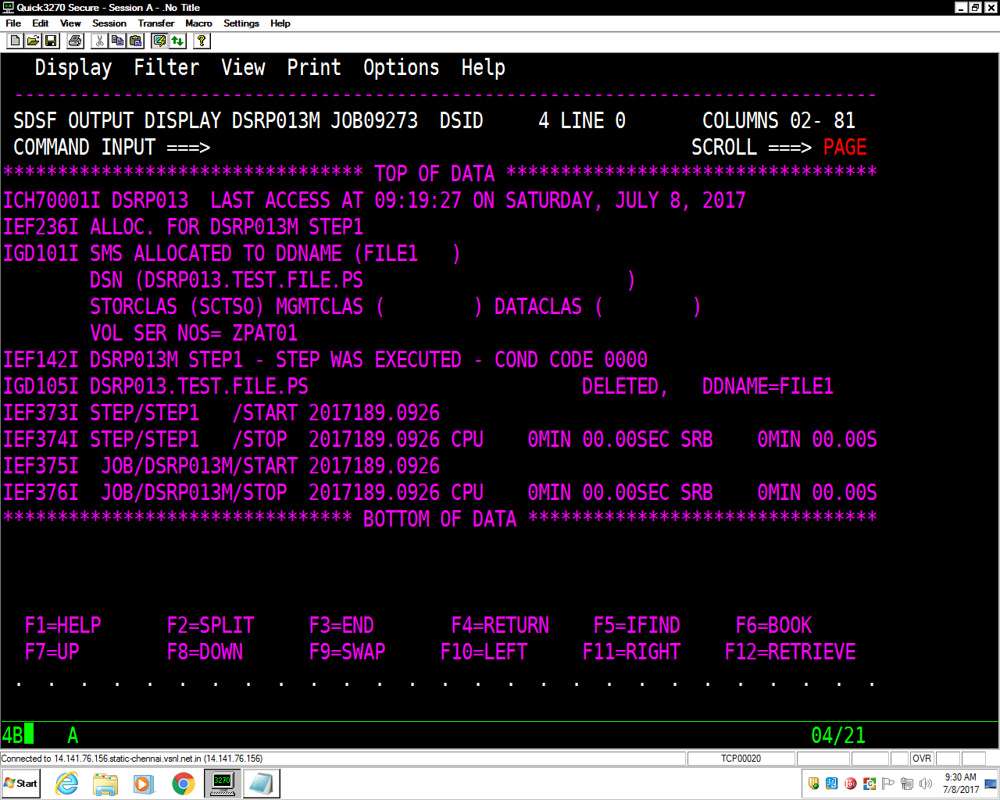 Quick3270 Secure - Session A - .No Title
File Edit View Session Transfer Macro Settings Help
Display Filter View Print Options Help
-------------------------------------------------------------------------------
SDSF OUTPUT DISPLAY DSRP013M JOB09273 DSID 4 LINE 0 COLUMNS 02- 81
COMMAND INPUT ===> SCROLL ===> PAGE
********************************* TOP OF DATA **********************************
ICH70001I DSRP013 LAST ACCESS AT 09:19:27 ON SATURDAY, JULY 8, 2017
IEF236I ALLOC. FOR DSRP013M STEP1
IGD101I SMS ALLOCATED TO DDNAME (FILE1 )
DSN (DSRP013.TEST.FILE.PS )
STORCLAS (SCTSO) MGMTCLAS ( ) DATACLAS ( )
VOL SER NOS= ZPAT01
IEF142I DSRP013M STEP1 - STEP WAS EXECUTED - COND CODE 0000
IGD105I DSRP013.TEST.FILE.PS DELETED, DDNAME=FILE1
IEF373I STEP/STEP1 /START 2017189.0926
IEF374I STEP/STEP1 /STOP 2017189.0926 CPU 0MIN 00.00SEC SRB 0MIN 00.00S
IEF375I JOB/DSRP013M/START 2017189.0926
IEF376I JOB/DSRP013M/STOP 2017189.0926 CPU 0MIN 00.00SEC SRB 0MIN 00.00S
******************************** BOTTOM OF DATA ********************************
F1=HELP F2=SPLIT F3=END F4=RETURN F5=IFIND F6=BOOK
F7=UP F8=DOWN F9=SWAP F10=LEFT F11=RIGHT F12=RETRIEVE
. . . . . . . . . . . . . . . . . . . . . . . . . . .
4B A 04/21
Connected to 14.141.76.156.static-chennai.vsnl.net.in (14.141.76.156) TCP00020 OVR
Start 3270 9:30 AM
7/8/2017